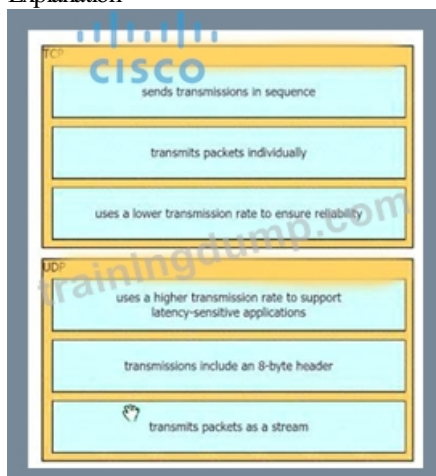 Explanation
TCP
CISCO
sends transmissions in sequence
transmits packets individually
uses a lower transmission rate to ensure reliability
trainingdump.com
UDP
uses a higher transmission rate to support
latency-sensitive applications
transmissions include an 8-byte header
transmits packets as a stream